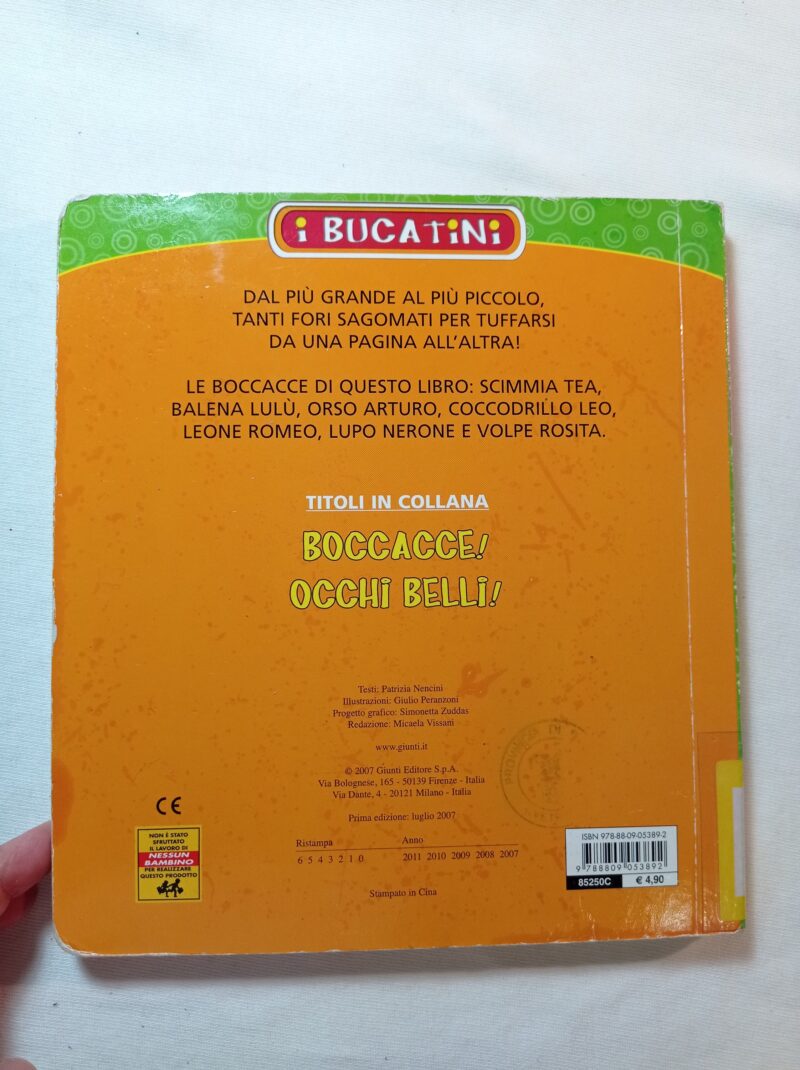 i BUCATiNi
DAL PIÙ GRANDE AL PIÙ PICCOLO,
TANTI FORI SAGOMATI PER TUFFARSI
DA UNA PAGINA ALL'ALTRA!
LE BOCCACCE DI QUESTO LIBRO: SCIMMIA TEA,
BALENA LULÙ, ORSO ARTURO, COCCODRILLO LEO,
LEONE ROMEO, LUPO NERONE E VOLPE ROSITA.
TITOLI IN COLLANA
BOCCACCE!
OCCHi BELLi!
Testi: Patrizia Nencini
Illustrazioni: Giulio Peranzoni
Progetto grafico: Simonetta Zuddas
Redazione: Micaela Vissani
www.giunti.it
© 2007 Giunti Editore S.p.A.
Via Bolognese, 165 - 50139 Firenze - Italia
Via Dante, 4 - 20121 Milano - Italia
Prima edizione: luglio 2007
Ristampa Anno
6 5 4 3 2 1 0 2011 2010 2009 2008 2007
Stampato in Cina
CE
NON È STATO
SFRUTTATO
IL LAVORO DI
NESSUN
BAMBINO
PER REALIZZARE
QUESTO PRODOTTO
ISBN 978-88-09-05389-2
9 788809 053892
85250C € 4,90